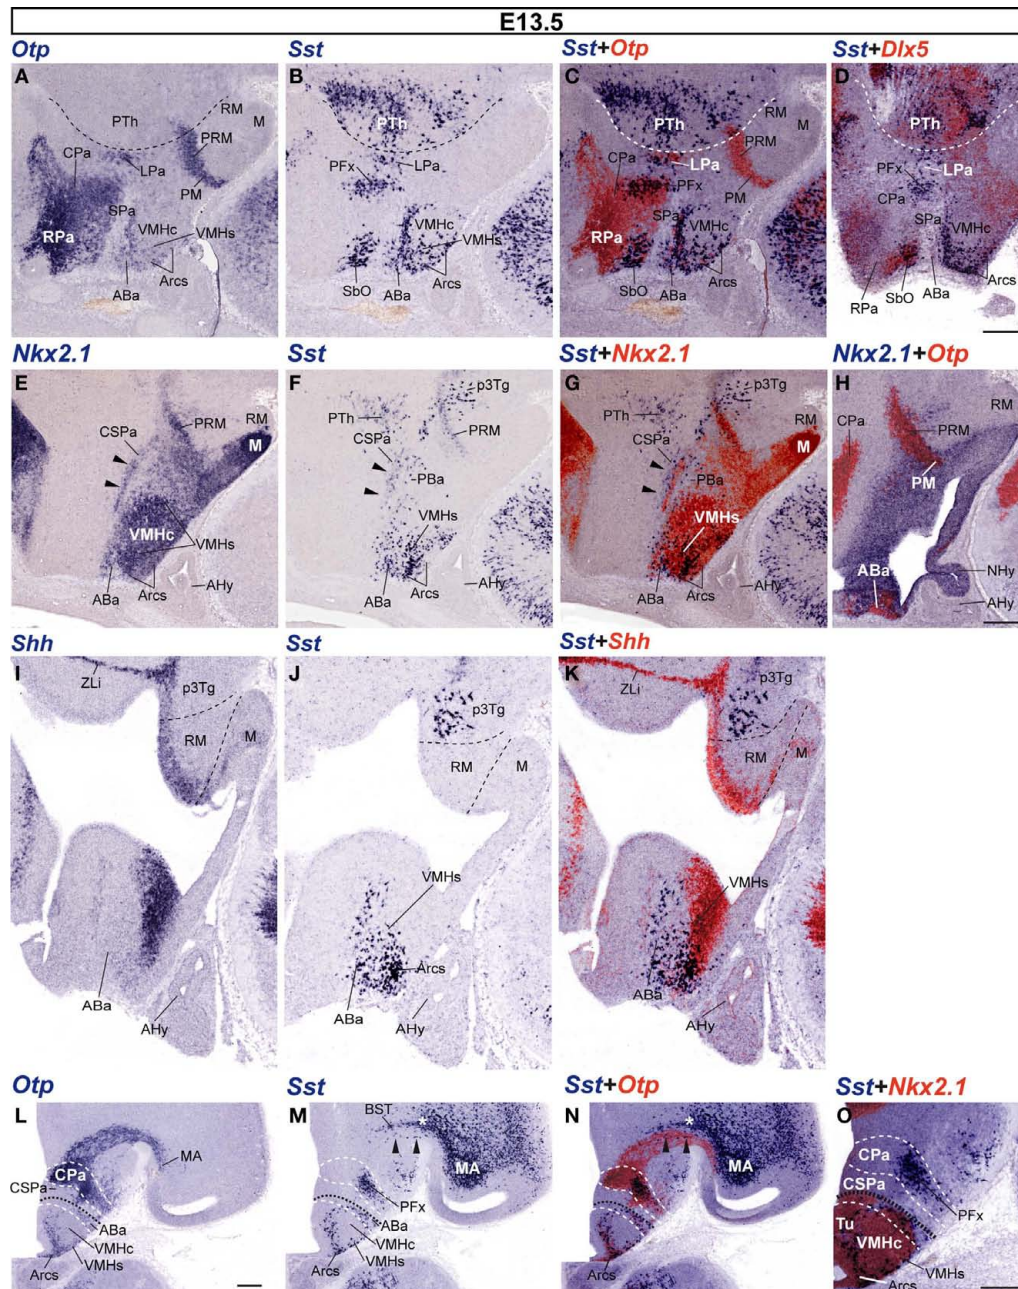 E13.5
Otp
Sst
Sst+Otp
Sst+Dlx5
A
PTh
RM
M
CPa
PRM
LPa
PM
SPa
VMHc
VMHs
RPa
ABa
Arcs
B
PTh
PFx
LPa
VMHc
VMHs
Arcs
SbO
ABa
C
RM
M
PTh
PRM
CPa
LPa
PFx
PM
SPa
VMHc
VMHs
RPa
Arcs
SbO
ABa
D
PTh
LPa
PFx
CPa
SPa
VMHc
Arcs
RPa
SbO
ABa
Nkx2.1
Sst
Sst+Nkx2.1
Nkx2.1+Otp
E
RM
PRM
CSPa
M
VMHc
VMHs
ABa
Arcs
AHy
F
p3Tg
PTh
PRM
CSPa
PBa
VMHs
ABa
Arcs
AHy
G
p3Tg
PTh
RM
PRM
CSPa
M
PBa
VMHs
ABa
Arcs
AHy
H
CPa
RM
PRM
PM
ABa
NHy
AHy
Shh
Sst
Sst+Shh
I
ZLi
p3Tg
RM
M
ABa
AHy
J
p3Tg
RM
M
VMHs
Arcs
ABa
AHy
K
ZLi
p3Tg
RM
M
VMHs
ABa
AHy
Otp
Sst
Sst+Otp
Sst+Nkx2.1
L
CPa
MA
CSPa
ABa
VMHc
VMHs
Arcs
M
BST
*
MA
PFx
ABa
VMHc
VMHs
Arcs
N
*
MA
Arcs
O
CPa
CSPa
PFx
Tu
VMHc
VMHs
Arcs